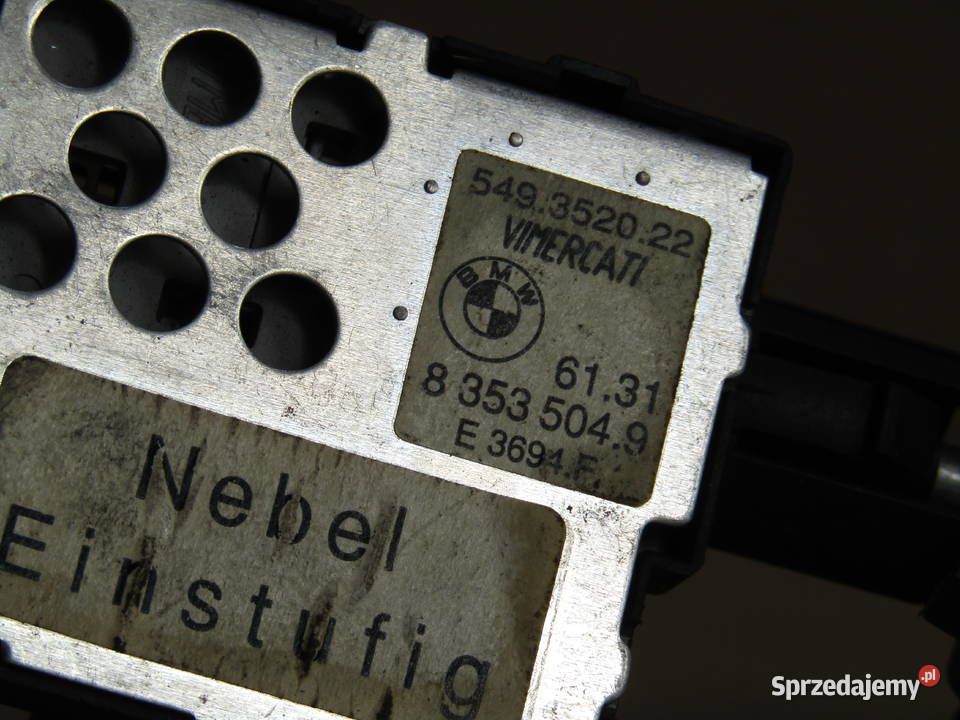 549.3520.22
VIMERCATI
BMW
61.31
8 353 504.9
E 3694 F
Nebel
Einstufig
Sprzedajemy.pl